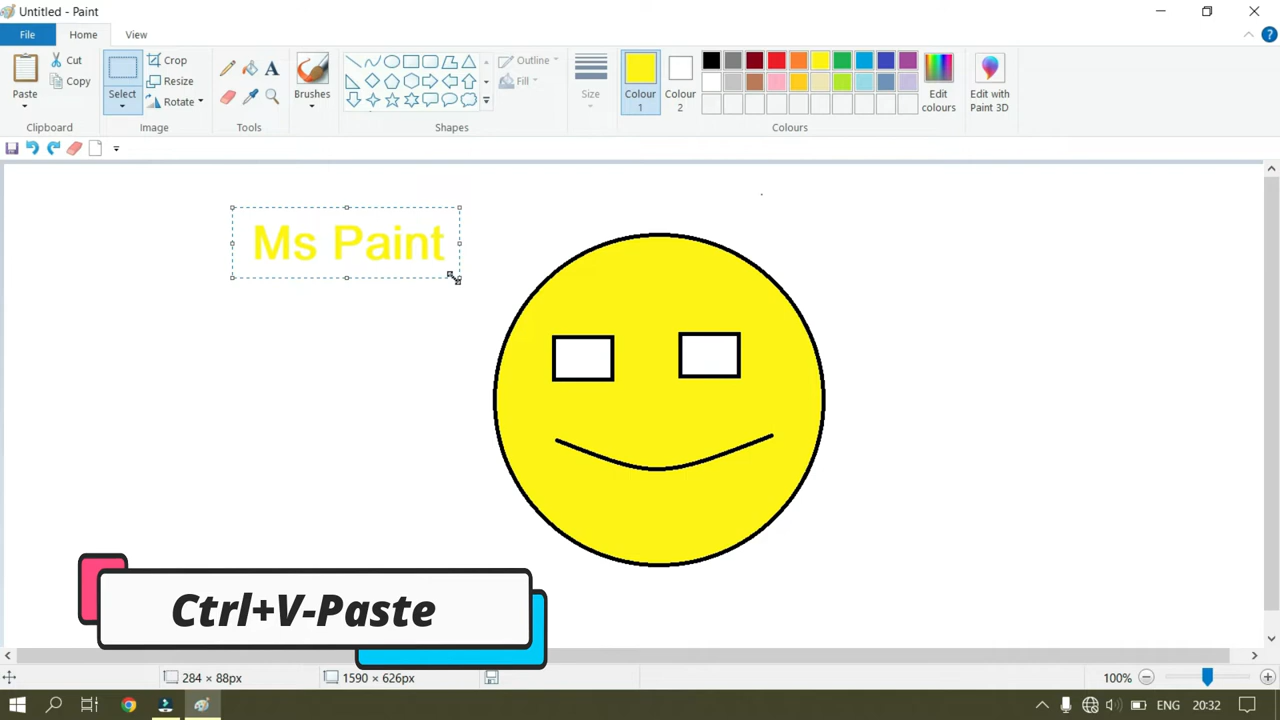 Untitled - Paint
File
Home
View
Paste
Cut
Copy
Clipboard
Select
Crop
Resize
Rotate
Image
A
Tools
Brushes
Shapes
Outline
Fill
Size
Colour
1
Colour
2
Edit
colours
Colours
Edit with
Paint 3D
Ms Paint
Ctrl+V-Paste
284 × 88px
1590 × 626px
100%
ENG
20:32